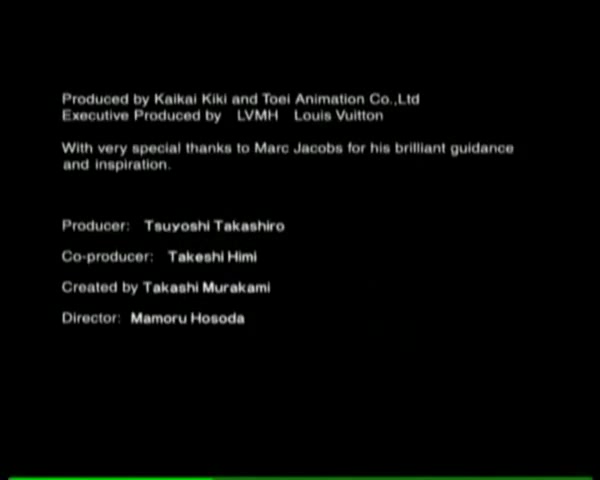 Produced by Kaikai Kiki and Toei Animation Co.,Ltd
Executive Produced by LVMH Louis Vuitton
With very special thanks to Marc Jacobs for his brilliant guidance
and inspiration.
Producer: Tsuyoshi Takashiro
Co-producer: Takeshi Himi
Created by Takashi Murakami
Director: Mamoru Hosoda